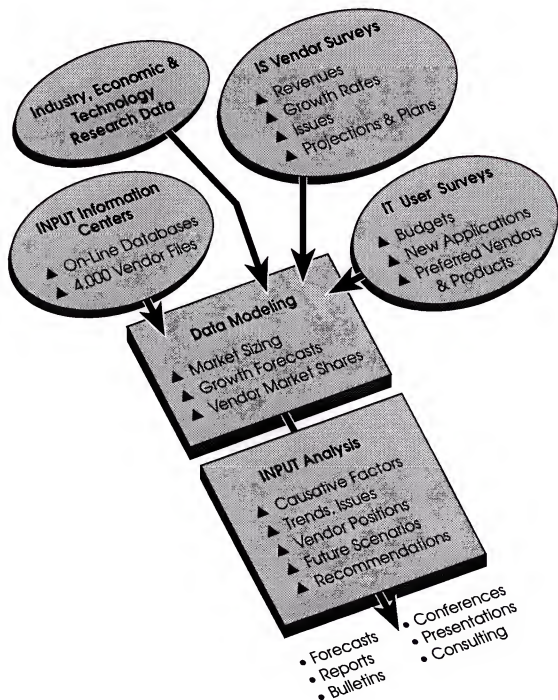 Industry, Economic &
Technology
Research Data
IS Vendor Surveys
▲ Revenues
▲ Growth Rates
▲ Issues
▲ Projections & Plans
INPUT Information
Centers
▲ On-Line Databases
▲ 4,000 Vendor Files
IT User Surveys
▲ Budgets
▲ New Applications
▲ Preferred Vendors
& Products
Data Modeling
▲ Market Sizing
▲ Growth Forecasts
▲ Vendor Market Shares
INPUT Analysis
▲ Causative Factors
▲ Trends, Issues
▲ Vendor Positions
▲ Future Scenarios
▲ Recommendations
• Forecasts
• Reports
• Bulletins
• Conferences
• Presentations
• Consulting